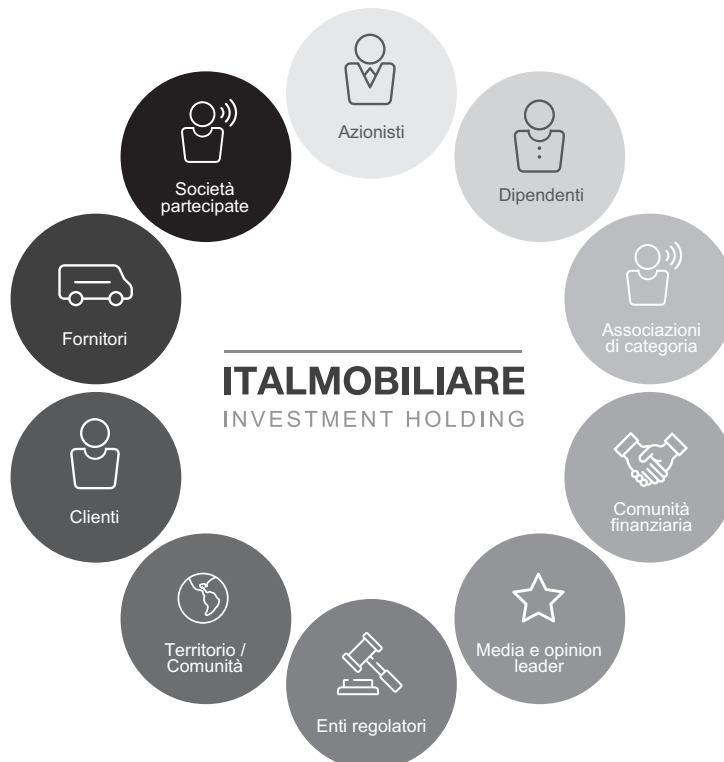 Azionisti
Dipendenti
Associazioni
di categoria
Comunità
finanziaria
Media e opinion
leader
Enti regolatori
Territorio /
Comunità
Clienti
Fornitori
Società
partecipate
ITALMOBILIARE
INVESTMENT HOLDING